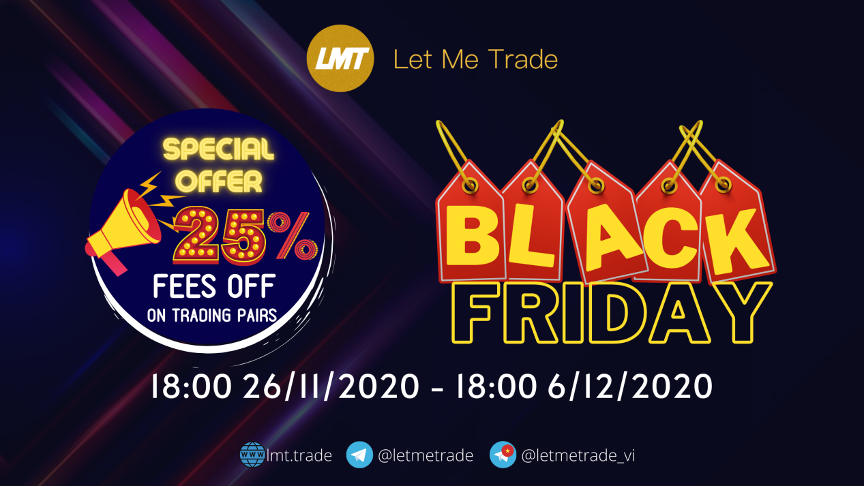 LMT Let Me Trade
SPECIAL
OFFER
25%
FEES OFF
ON TRADING PAIRS
BLACK
FRIDAY
18:00 26/11/2020 - 18:00 6/12/2020
WWW lmt.trade @letmetrade @letmetrade_vi